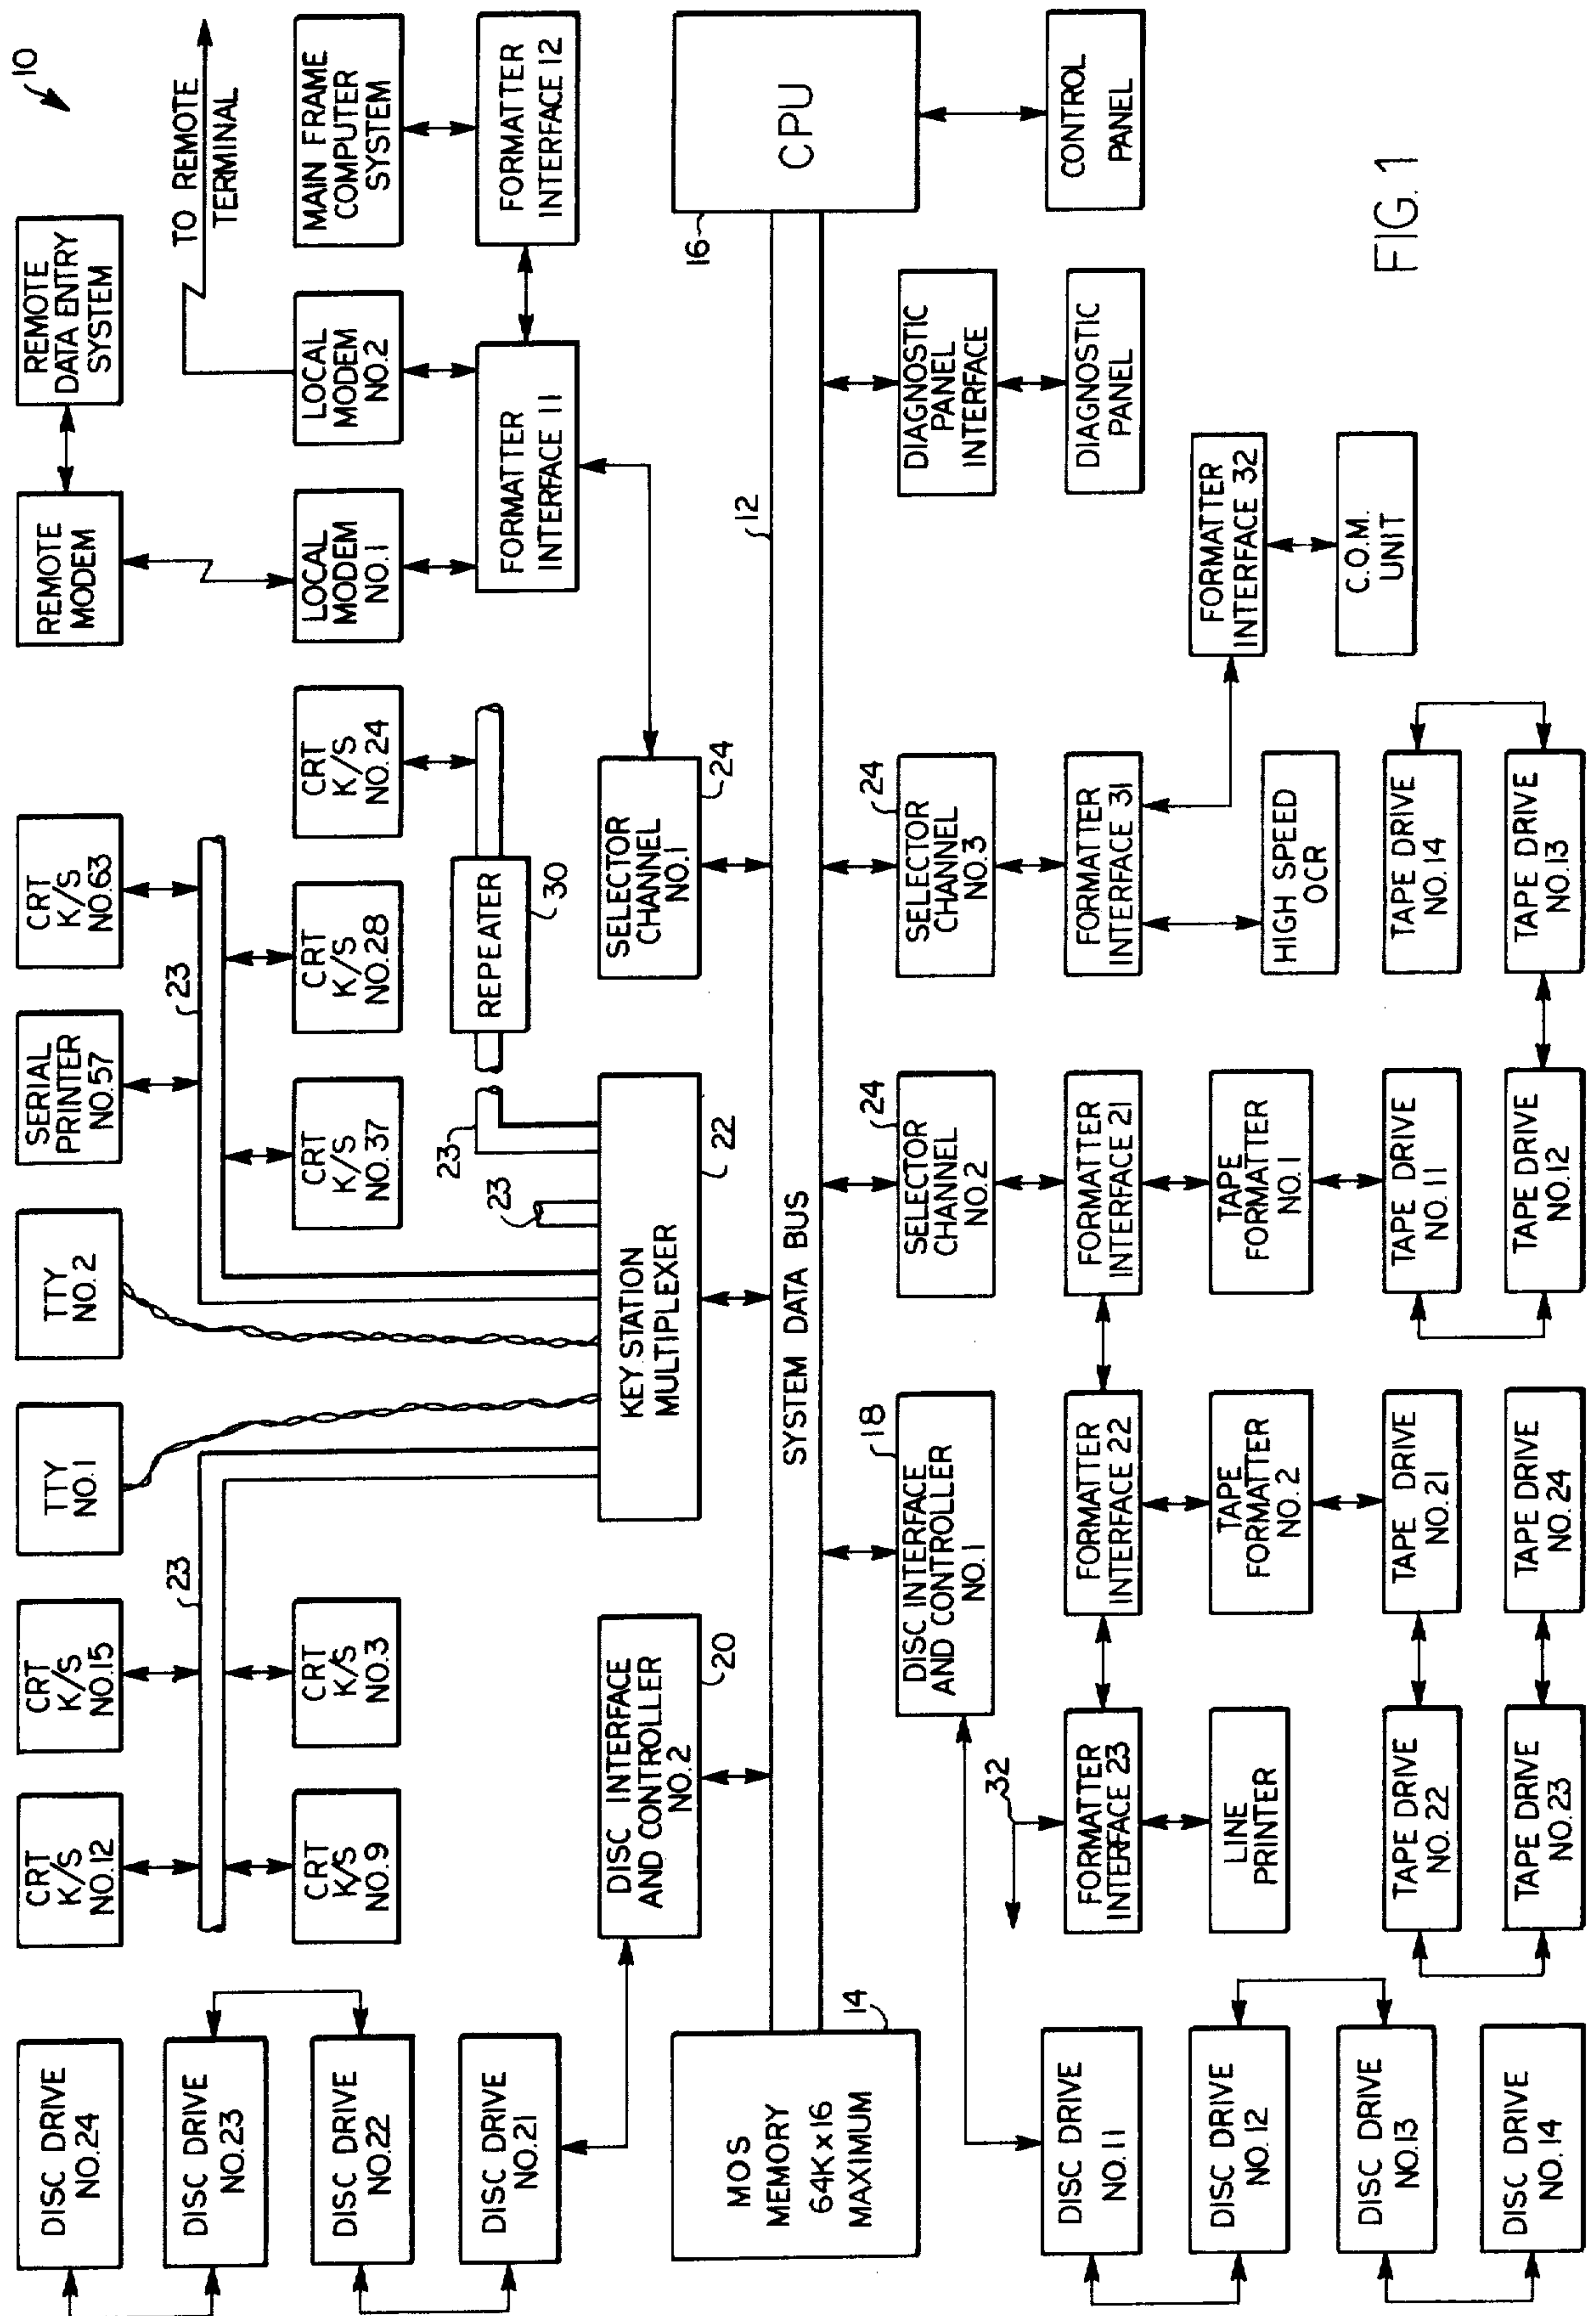 10
DISC DRIVE
NO.24
CRT
K/S
NO.12
CRT
K/S
NO.15
TTY
NO.1
TTY
NO.2
SERIAL
PRINTER
NO.57
CRT
K/S
NO.63
REMOTE
MODEM
REMOTE
DATA ENTRY
SYSTEM
DISC DRIVE
NO.23
23
23
TO REMOTE
TERMINAL
DISC DRIVE
NO.22
CRT
K/S
NO.9
CRT
K/S
NO.3
CRT
K/S
NO.37
CRT
K/S
NO.28
CRT
K/S
NO.24
LOCAL
MODEM
NO.1
LOCAL
MODEM
NO.2
MAIN FRAME
COMPUTER
SYSTEM
DISC DRIVE
NO.21
23
23
REPEATER
30
FORMATTER
INTERFACE 11
FORMATTER
INTERFACE 12
DISC INTERFACE
AND CONTROLLER
NO.2
20
KEY STATION
MULTIPLEXER
22
SELECTOR
CHANNEL
NO.1
24
MOS
MEMORY
64K x 16
MAXIMUM
14
SYSTEM DATA BUS
12
16
CPU
18
DISC INTERFACE
AND CONTROLLER
NO.1
24
SELECTOR
CHANNEL
NO.2
24
SELECTOR
CHANNEL
NO.3
DIAGNOSTIC
PANEL
INTERFACE
CONTROL
PANEL
DISC DRIVE
NO.11
32
FORMATTER
INTERFACE 23
FORMATTER
INTERFACE 22
FORMATTER
INTERFACE 21
FORMATTER
INTERFACE 31
DIAGNOSTIC
PANEL
DISC DRIVE
NO.12
LINE
PRINTER
TAPE
FORMATTER
NO.2
TAPE
FORMATTER
NO.1
HIGH SPEED
OCR
FORMATTER
INTERFACE 32
DISC DRIVE
NO.13
TAPE DRIVE
NO.22
TAPE DRIVE
NO.21
TAPE DRIVE
NO.11
TAPE DRIVE
NO.14
C.O.M.
UNIT
DISC DRIVE
NO.14
TAPE DRIVE
NO.23
TAPE DRIVE
NO.24
TAPE DRIVE
NO.12
TAPE DRIVE
NO.13
FIG. 1